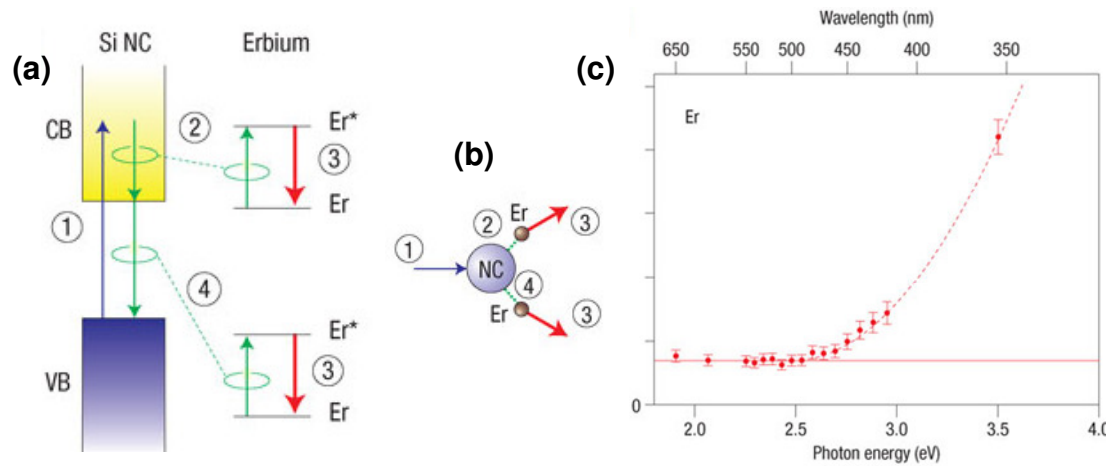 (a)
Si NC
Erbium
CB
②
Er*
③
Er
①
④
VB
Er*
③
Er
(b)
①
②
Er
③
NC
④
Er
③
(c)
Wavelength (nm)
650 550 500 450 400 350
Er
0
2.0 2.5 3.0 3.5 4.0
Photon energy (eV)